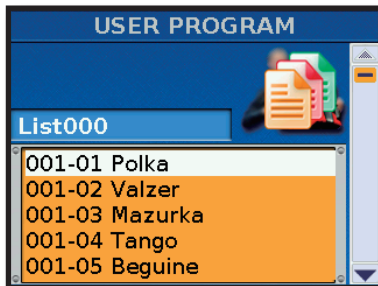 USER PROGRAM
List000
001-01 Polka
001-02 Valzer
001-03 Mazurka
001-04 Tango
001-05 Beguine